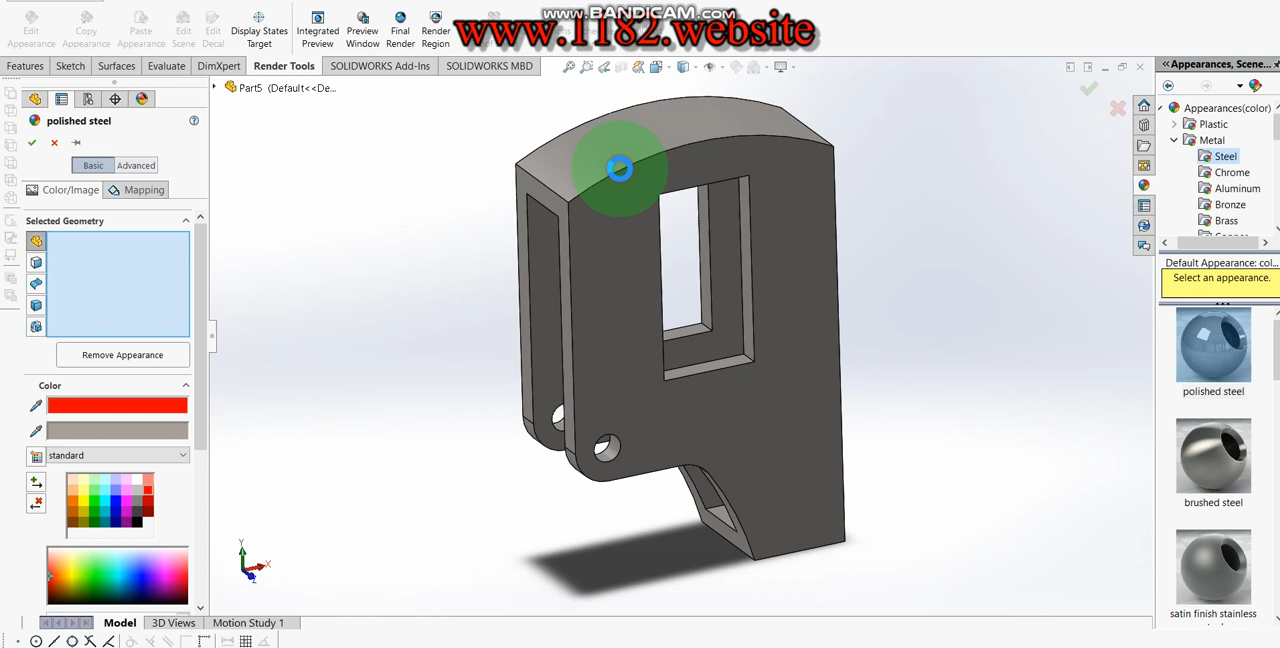 www.BANDICAM.com
www.1182.website
Edit Appearance
Copy Appearance
Paste Appearance
Edit Scene
Edit Decal
Display States Target
Integrated Preview
Preview Window
Final Render
Render Region
Features
Sketch
Surfaces
Evaluate
DimXpert
Render Tools
SOLIDWORKS Add-Ins
SOLIDWORKS MBD
Part5 (Default<<De...
polished steel
Basic
Advanced
Color/Image
Mapping
Selected Geometry
Remove Appearance
Color
standard
Y
X
Z
Appearances, Scene...
Appearances(color)
Plastic
Metal
Steel
Chrome
Aluminum
Bronze
Brass
Default Appearance: col...
Select an appearance.
polished steel
brushed steel
satin finish stainless
Model
3D Views
Motion Study 1